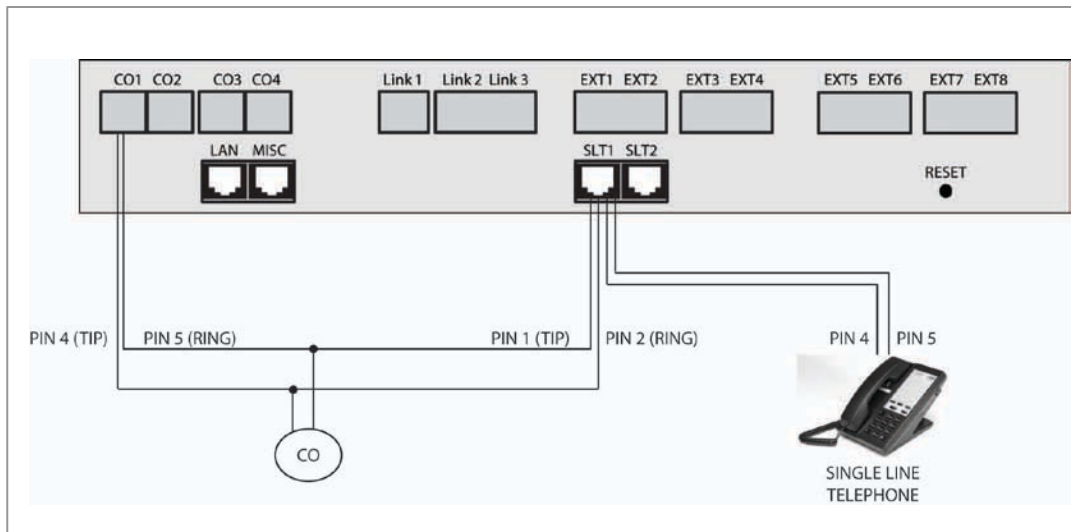 CO1 CO2 CO3 CO4 Link 1 Link 2 Link 3 EXT1 EXT2 EXT3 EXT4 EXT5 EXT6 EXT7 EXT8
LAN MISC SLT1 SLT2
RESET
PIN 4 (TIP) PIN 5 (RING) PIN 1 (TIP) PIN 2 (RING) PIN 4 PIN 5
CO
SINGLE LINE
TELEPHONE